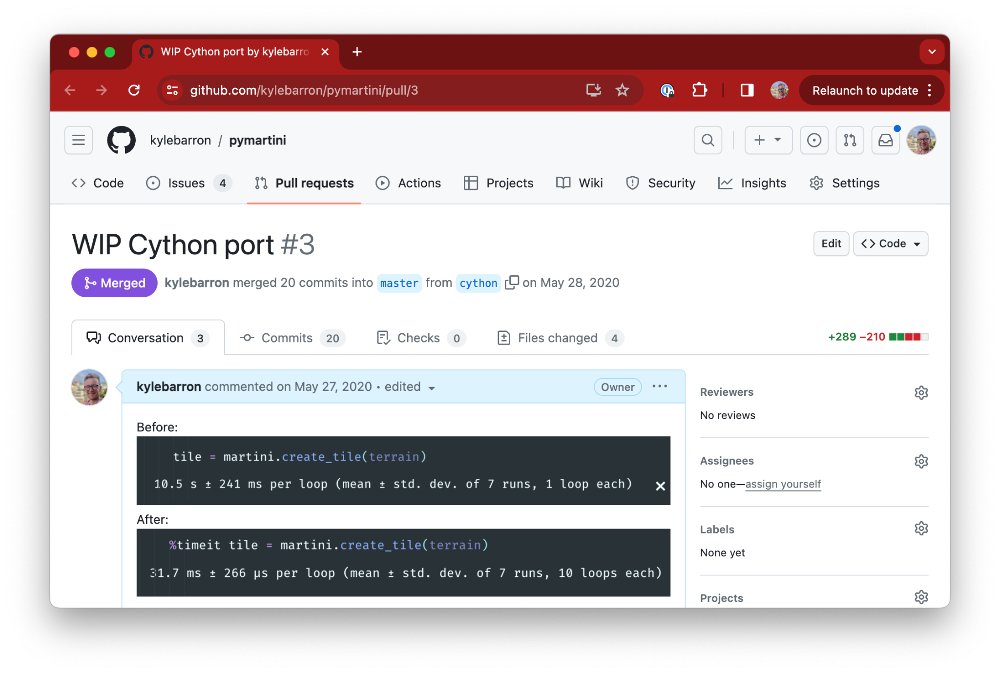 WIP Cython port by kylebarro
github.com/kylebarron/pymartini/pull/3
Relaunch to update
kylebarron / pymartini
Code
Issues 4
Pull requests
Actions
Projects
Wiki
Security
Insights
Settings
WIP Cython port #3
Edit
Code
Merged
kylebarron merged 20 commits into master from cython on May 28, 2020
Conversation 3
Commits 20
Checks 0
Files changed 4
+289 −210
kylebarron commented on May 27, 2020 • edited
Owner
Before:
tile = martini.create_tile(terrain)
10.5 s ± 241 ms per loop (mean ± std. dev. of 7 runs, 1 loop each)
After:
%timeit tile = martini.create_tile(terrain)
31.7 ms ± 266 µs per loop (mean ± std. dev. of 7 runs, 10 loops each)
Reviewers
No reviews
Assignees
No one—assign yourself
Labels
None yet
Projects